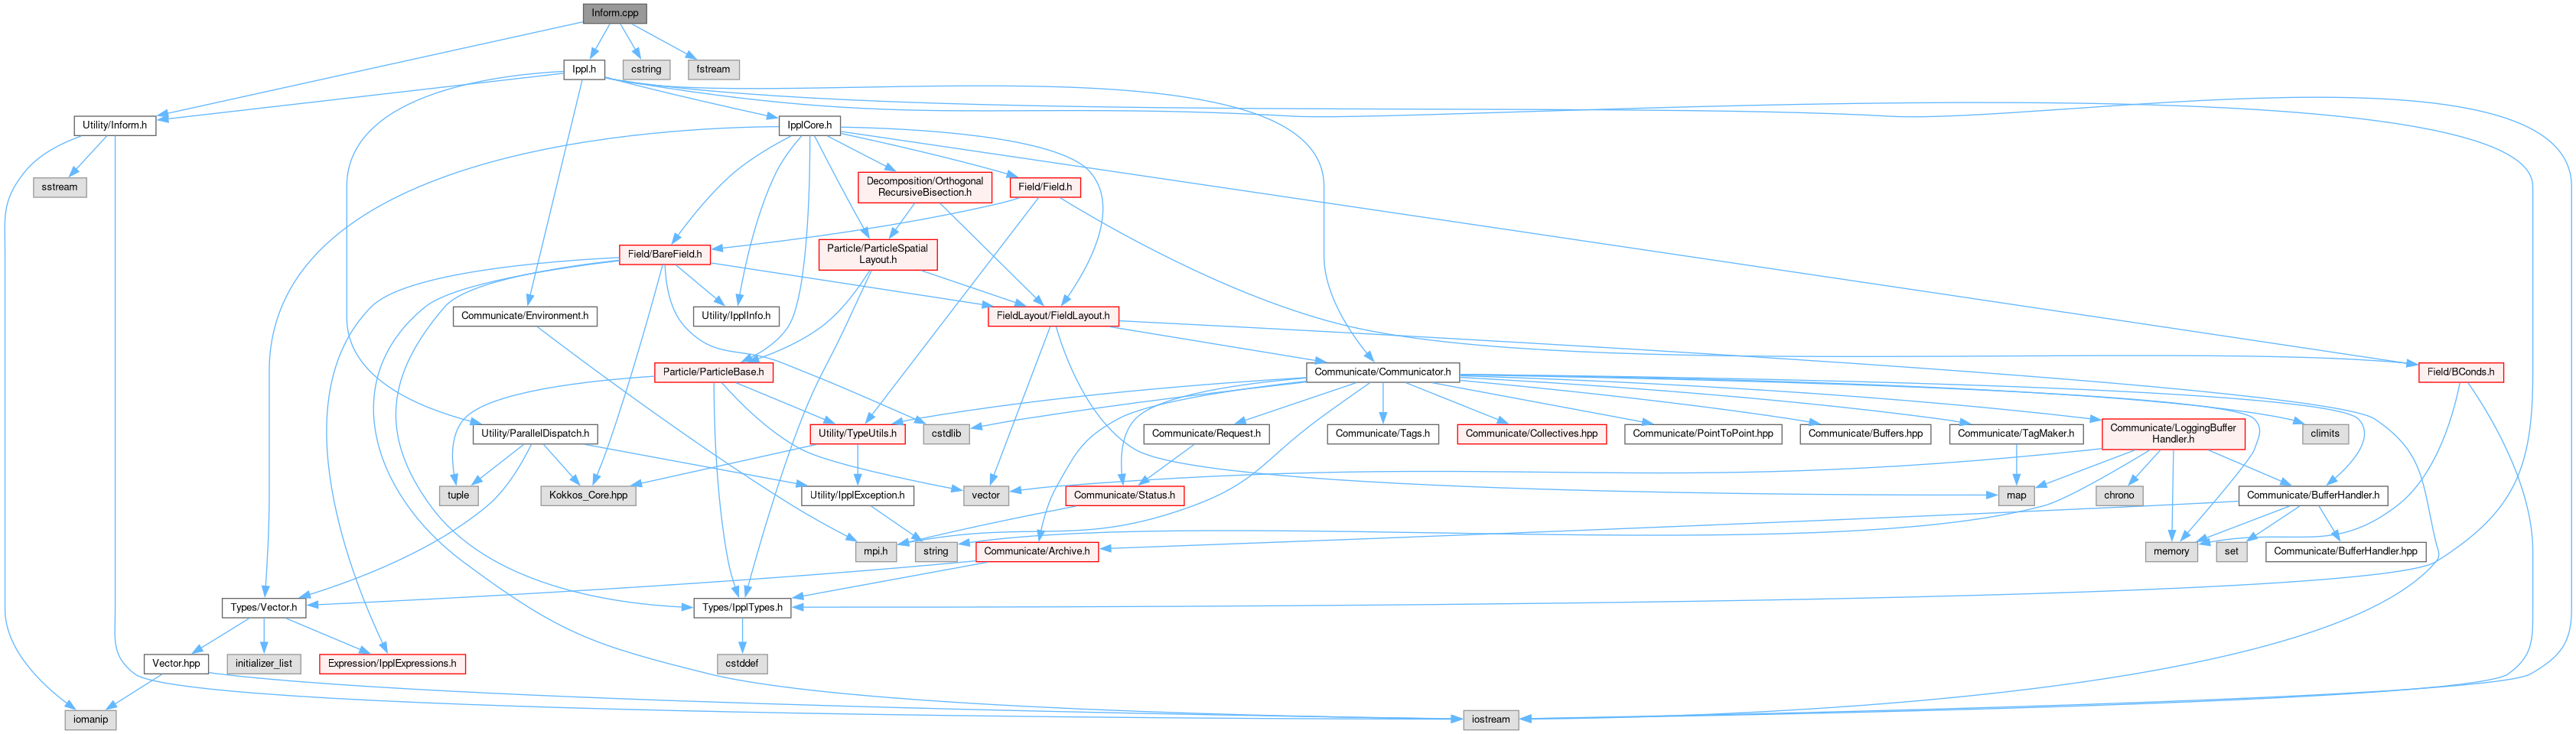 Inform.cpp
Ippl.h
cstring
fstream
Utility/Inform.h
IpplCore.h
sstream
Decomposition/Orthogonal
RecursiveBisection.h
Field/Field.h
Field/BareField.h
Particle/ParticleSpatial
Layout.h
Communicate/Environment.h
Utility/IpplInfo.h
FieldLayout/FieldLayout.h
Particle/ParticleBase.h
Communicate/Communicator.h
Field/BConds.h
Utility/ParallelDispatch.h
Utility/TypeUtils.h
cstdlib
Communicate/Request.h
Communicate/Tags.h
Communicate/Collectives.hpp
Communicate/PointToPoint.hpp
Communicate/Buffers.hpp
Communicate/TagMaker.h
Communicate/LoggingBuffer
Handler.h
climits
tuple
Kokkos_Core.hpp
Utility/IpplException.h
vector
Communicate/Status.h
map
chrono
Communicate/BufferHandler.h
mpi.h
string
Communicate/Archive.h
memory
set
Communicate/BufferHandler.hpp
Types/Vector.h
Types/IpplTypes.h
Vector.hpp
initializer_list
Expression/IpplExpressions.h
cstddef
iomanip
iostream